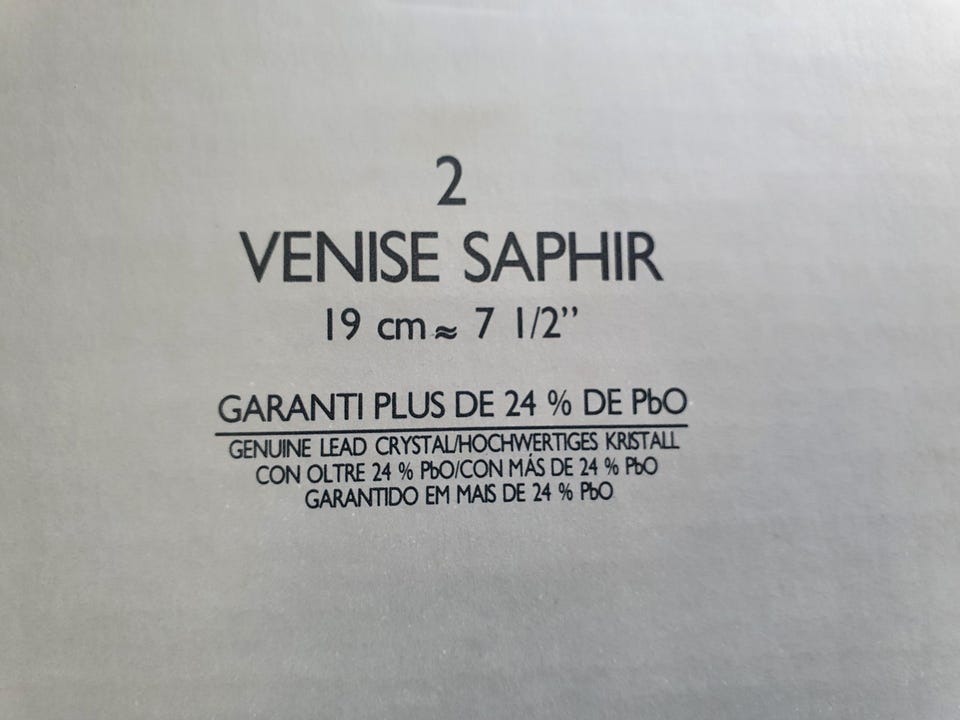 2
VENISE SAPHIR
19 cm ≈ 7 1/2”
GARANTI PLUS DE 24 % DE PbO
GENUINE LEAD CRYSTAL/HOCHWERTIGES KRISTALL
CON OLTRE 24 % PbO/CON MÁS DE 24 % PbO
GARANTIDO EM MAIS DE 24 % PbO